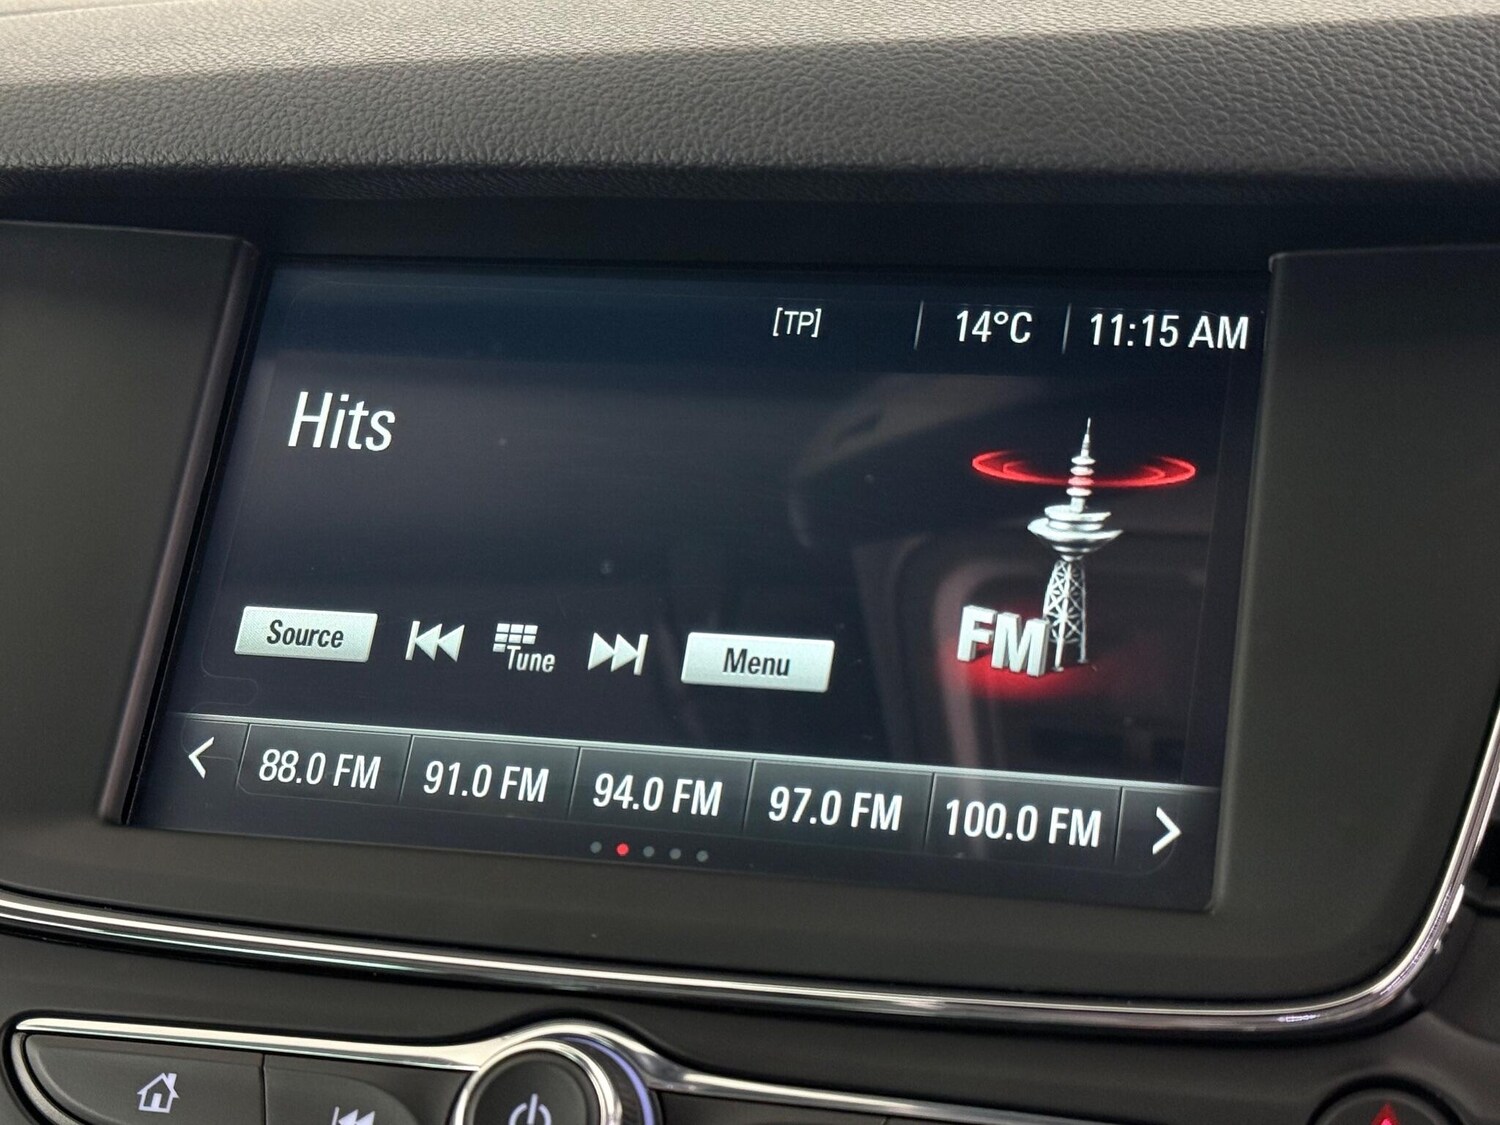 [TP] 14°C 11:15 AM
Hits
FM
Source Tune Menu
88.0 FM 91.0 FM 94.0 FM 97.0 FM 100.0 FM